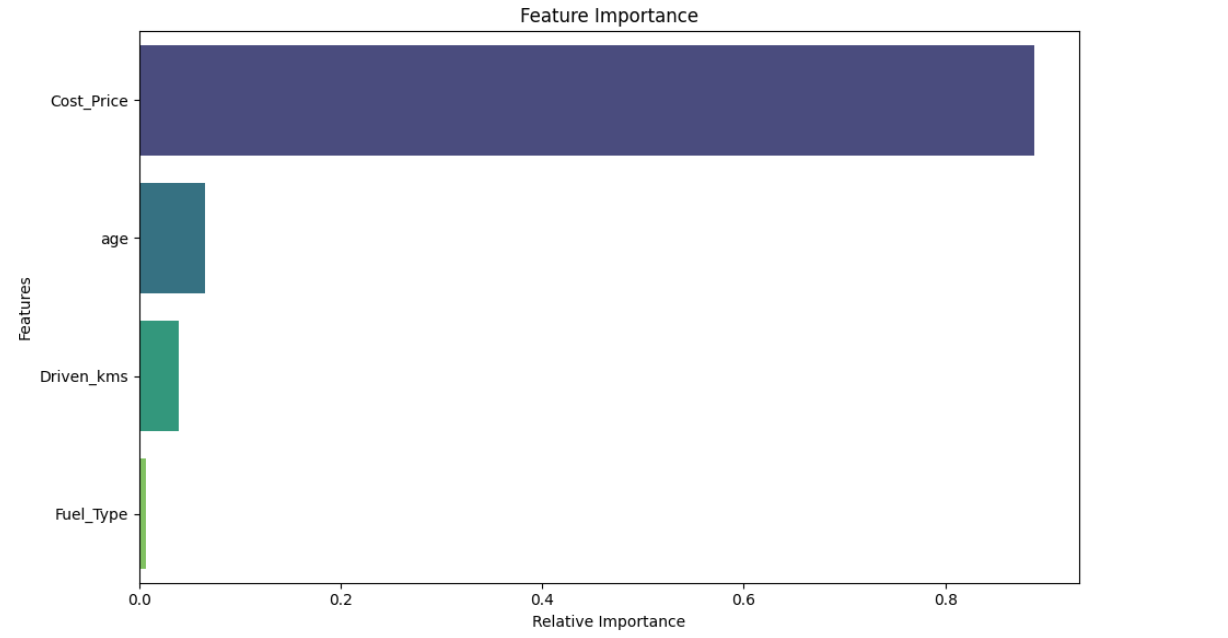 Feature Importance
Cost_Price
age
Driven_kms
Fuel_Type
Features
0.0 0.2 0.4 0.6 0.8
Relative Importance